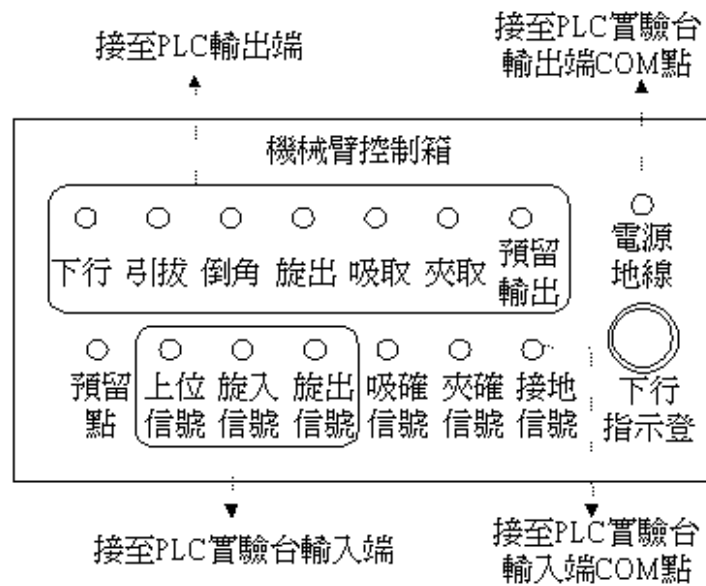 接至PLC輸出端
接至PLC實驗台
輸出端COM點
機械臂控制箱
下行 引拔 倒角 旋出 吸取 夾取 預留
輸出
電源
地線
預留 上位 旋入 旋出 吸確 夾確 接地
點 信號 信號 信號 信號 信號 信號
下行
指示登
接至PLC實驗台輸入端
接至PLC實驗台
輸入端COM點